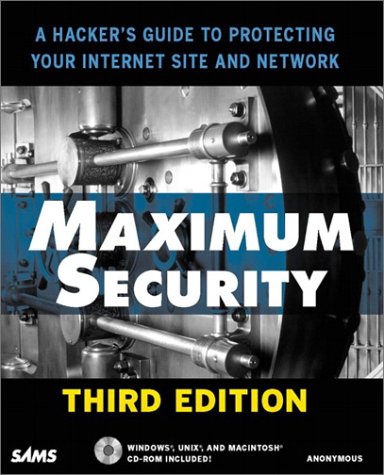 A HACKER'S GUIDE TO PROTECTING
YOUR INTERNET SITE AND NETWORK
MAXIMUM
SECURITY
THIRD EDITION
SAMS
WINDOWS®, UNIX®, AND MACINTOSH®
CD-ROM INCLUDED!
ANONYMOUS